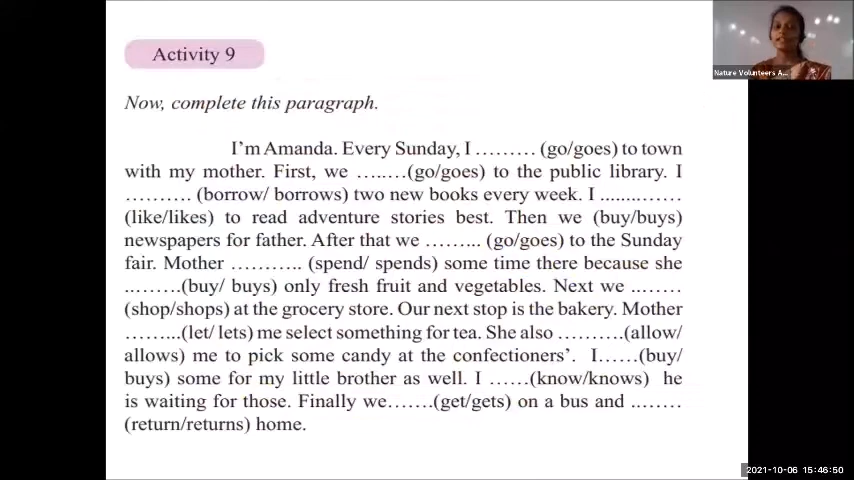 Activity 9
Nature Volunteers A...
Now, complete this paragraph.
I'm Amanda. Every Sunday, I ……… (go/goes) to town
with my mother. First, we …..…(go/goes) to the public library. I
………. (borrow/ borrows) two new books every week. I ........……
(like/likes) to read adventure stories best. Then we (buy/buys)
newspapers for father. After that we …….. (go/goes) to the Sunday
fair. Mother ……….. (spend/ spends) some time there because she
..…….(buy/ buys) only fresh fruit and vegetables. Next we ..……
(shop/shops) at the grocery store. Our next stop is the bakery. Mother
……...(let/ lets) me select something for tea. She also ……….(allow/
allows) me to pick some candy at the confectioners'. I……(buy/
buys) some for my little brother as well. I ……(know/knows) he
is waiting for those. Finally we…….(get/gets) on a bus and ..……
(return/returns) home.
2021-10-06 15:46:50